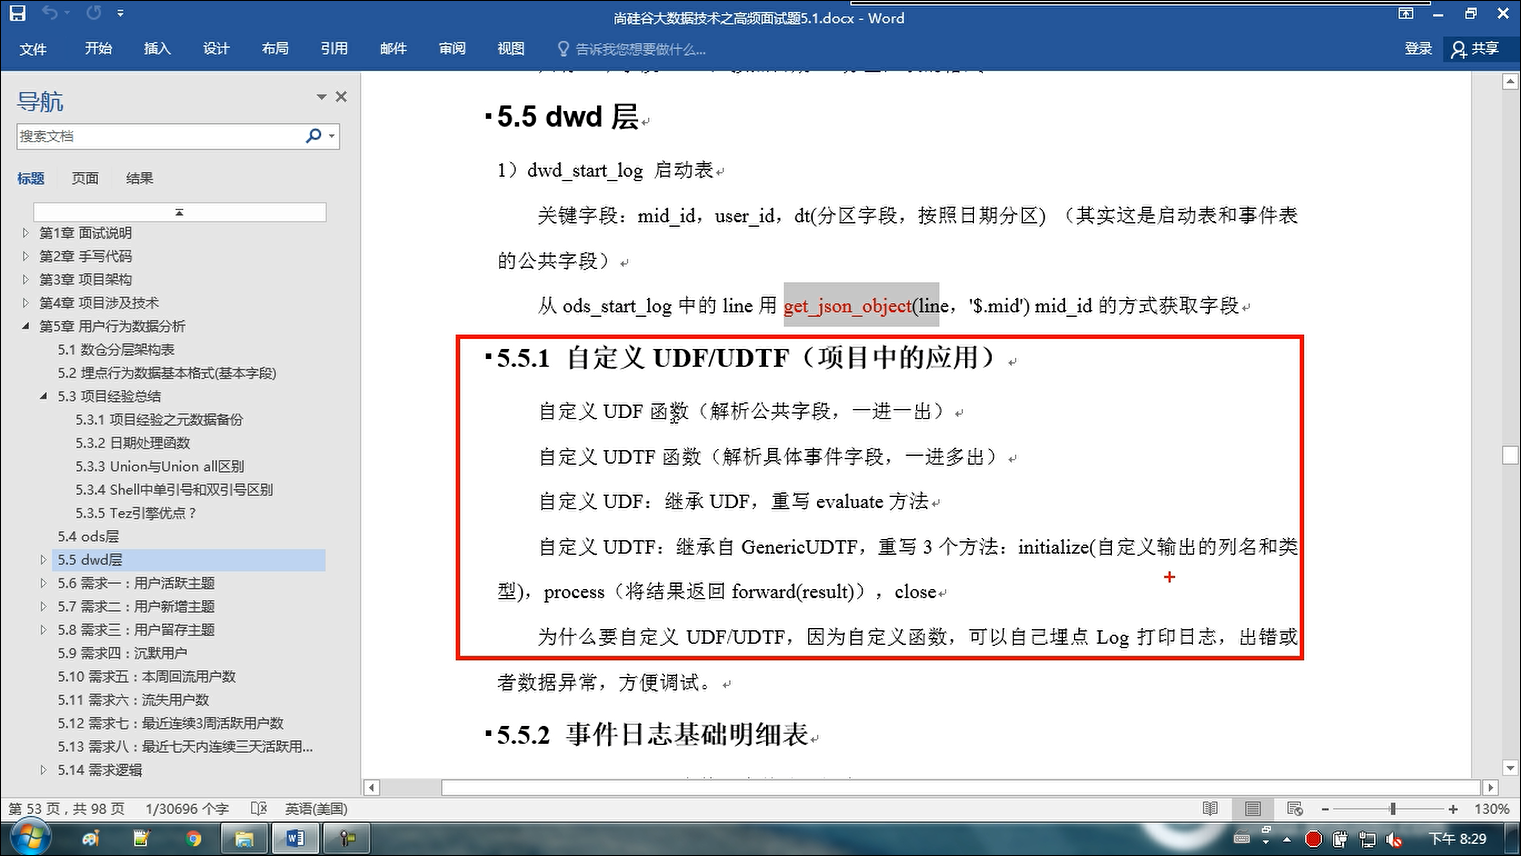 尚硅谷大数据技术之高频面试题5.1.docx - Word
文件 开始 插入 设计 布局 引用 邮件 审阅 视图 告诉我您想要做什么... 登录 共享
导航
搜索文档
标题 页面 结果
第1章 面试说明
第2章 手写代码
第3章 项目架构
第4章 项目涉及技术
第5章 用户行为数据分析
5.1 数仓分层架构表
5.2 埋点行为数据基本格式(基本字段)
5.3 项目经验总结
5.3.1 项目经验之元数据备份
5.3.2 日期处理函数
5.3.3 Union与Union all区别
5.3.4 Shell中单引号和双引号区别
5.3.5 Tez引擎优点？
5.4 ods层
5.5 dwd层
5.6 需求一：用户活跃主题
5.7 需求二：用户新增主题
5.8 需求三：用户留存主题
5.9 需求四：沉默用户
5.10 需求五：本周回流用户数
5.11 需求六：流失用户数
5.12 需求七：最近连续3周活跃用户数
5.13 需求八：最近七天内连续三天活跃用...
5.14 需求逻辑
5.5 dwd 层
1）dwd_start_log 启动表
关键字段：mid_id，user_id，dt(分区字段，按照日期分区) （其实这是启动表和事件表
的公共字段）
从 ods_start_log 中的 line 用 get_json_object(line，'$.mid') mid_id 的方式获取字段
5.5.1 自定义 UDF/UDTF（项目中的应用）
自定义 UDF 函数（解析公共字段，一进一出）
自定义 UDTF 函数（解析具体事件字段，一进多出）
自定义 UDF：继承 UDF，重写 evaluate 方法
自定义 UDTF：继承自 GenericUDTF，重写 3 个方法：initialize(自定义输出的列名和类
型)，process（将结果返回 forward(result)），close
为什么要自定义 UDF/UDTF，因为自定义函数，可以自己埋点 Log 打印日志，出错或
者数据异常，方便调试。
5.5.2 事件日志基础明细表
第 53 页，共 98 页 1/30696 个字 英语(美国) 130%
下午 8:29